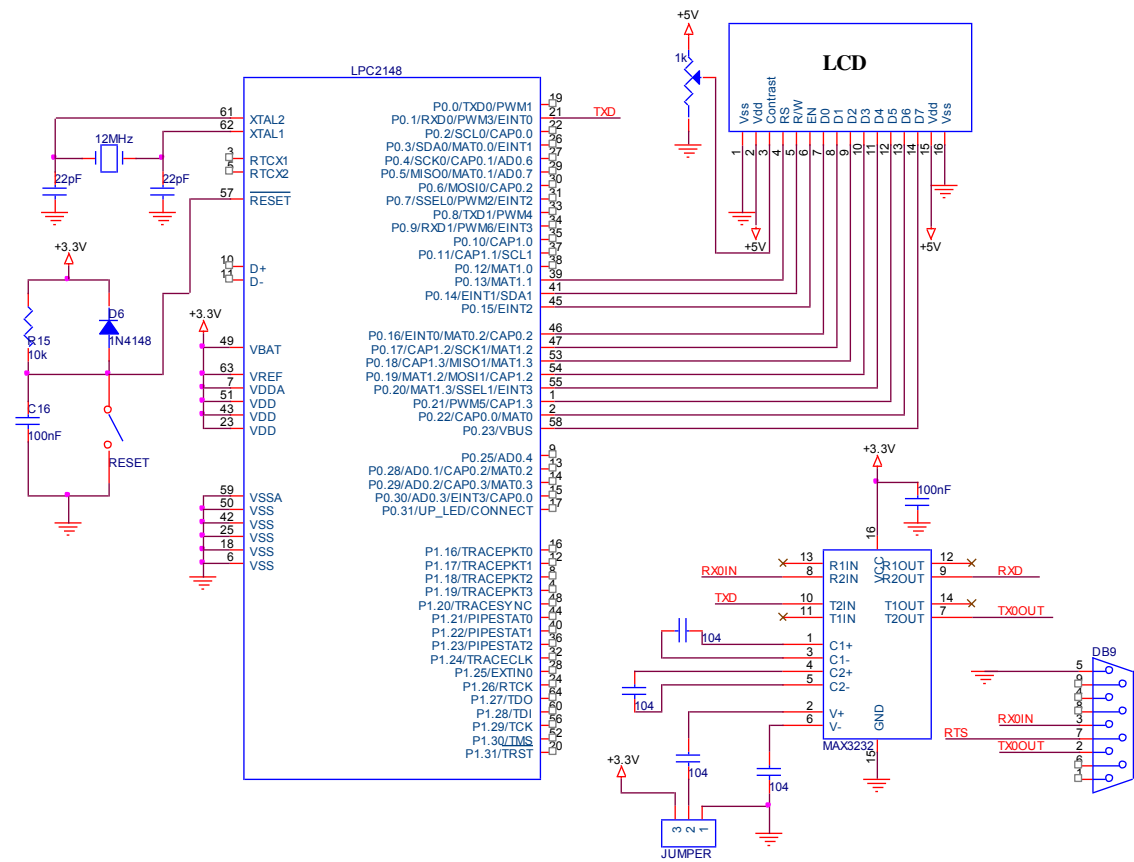 LPC2148
61
XTAL2
62
XTAL1
12MHz
22pF
22pF
3
RTCX1
5
RTCX2
57
RESET
+3.3V
R15
10k
D6
1N4148
C16
100nF
RESET
10
D+
11
D-
+3.3V
49
VBAT
63
VREF
7
VDDA
51
VDD
43
VDD
23
VDD
59
VSSA
50
VSS
42
VSS
25
VSS
18
VSS
6
VSS
P0.0/TXD0/PWM1
19
P0.1/RXD0/PWM3/EINT0
21
TXD
P0.2/SCL0/CAP0.0
22
P0.3/SDA0/MAT0.0/EINT1
26
P0.4/SCK0/CAP0.1/AD0.6
27
P0.5/MISO0/MAT0.1/AD0.7
29
P0.6/MOSI0/CAP0.2
30
P0.7/SSEL0/PWM2/EINT2
31
P0.8/TXD1/PWM4
33
P0.9/RXD1/PWM6/EINT3
34
P0.10/CAP1.0
35
P0.11/CAP1.1/SCL1
37
P0.12/MAT1.0
38
P0.13/MAT1.1
39
P0.14/EINT1/SDA1
41
P0.15/EINT2
45
P0.16/EINT0/MAT0.2/CAP0.2
46
P0.17/CAP1.2/SCK1/MAT1.2
47
P0.18/CAP1.3/MISO1/MAT1.3
53
P0.19/MAT1.2/MOSI1/CAP1.2
54
P0.20/MAT1.3/SSEL1/EINT3
55
P0.21/PWM5/CAP1.3
1
P0.22/CAP0.0/MAT0
2
P0.23/VBUS
58
P0.25/AD0.4
9
P0.28/AD0.1/CAP0.2/MAT0.2
13
P0.29/AD0.2/CAP0.3/MAT0.3
14
P0.30/AD0.3/EINT3/CAP0.0
15
P0.31/UP_LED/CONNECT
17
P1.16/TRACEPKT0
16
P1.17/TRACEPKT1
12
P1.18/TRACEPKT2
8
P1.19/TRACEPKT3
4
P1.20/TRACESYNC
48
P1.21/PIPESTAT0
44
P1.22/PIPESTAT1
40
P1.23/PIPESTAT2
36
P1.24/TRACECLK
32
P1.25/EXTIN0
28
P1.26/RTCK
24
P1.27/TDO
64
P1.28/TDI
60
P1.29/TCK
56
P1.30/TMS
52
P1.31/TRST
20
+5V
1k
LCD
Vss
Vdd
Contrast
RS
R/W
EN
D0
D1
D2
D3
D4
D5
D6
D7
Vdd
Vss
1
2
3
4
5
6
7
8
9
10
11
12
13
14
15
16
+5V
+5V
+3.3V
100nF
16
VCC
RX0IN
13
R1IN
8
R2IN
TXD
10
T2IN
11
T1IN
12
R1OUT
9
R2OUT
RXD
14
T1OUT
7
T2OUT
TX0OUT
104
1
C1+
3
C1-
4
C2+
5
C2-
104
2
V+
6
V-
GND
15
MAX3232
104
104
+3.3V
3
2
1
JUMPER
DB9
5
9
4
8
RX0IN
3
RTS
7
TX0OUT
2
6
1